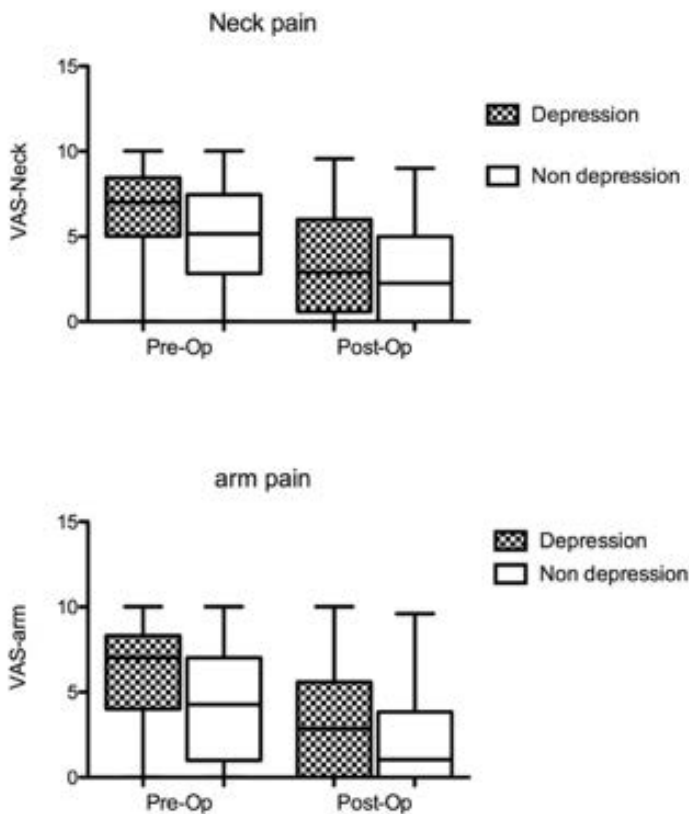 Neck pain
15
10
5
0
VAS-Neck
Pre-Op
Post-Op
Depression
Non depression
arm pain
15
10
5
0
VAS-arm
Pre-Op
Post-Op
Depression
Non depression